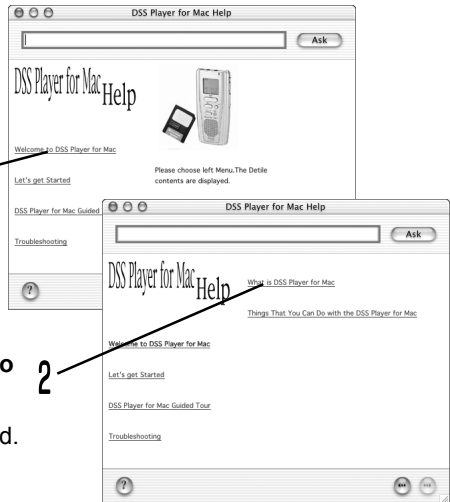 DSS Player for Mac Help
Ask
DSS Player for Mac Help
Welcome to DSS Player for Mac
Please choose left Menu.The Detile
contents are displayed.
Let's get Started
DSS Player for Mac Guided
Troubleshooting
?
DSS Player for Mac Help
Ask
DSS Player for Mac Help
What is DSS Player for Mac
Things That You Can Do with the DSS Player for Mac
Welcome to DSS Player for Mac
Let's get Started
DSS Player for Mac Guided Tour
Troubleshooting
?
o
2
d.